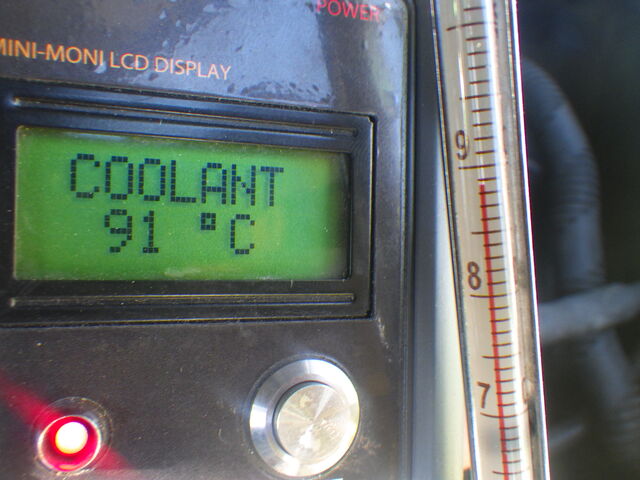 POWER
MINI-MONI LCD DISPLAY
COOLANT
91 °C
9
8
7